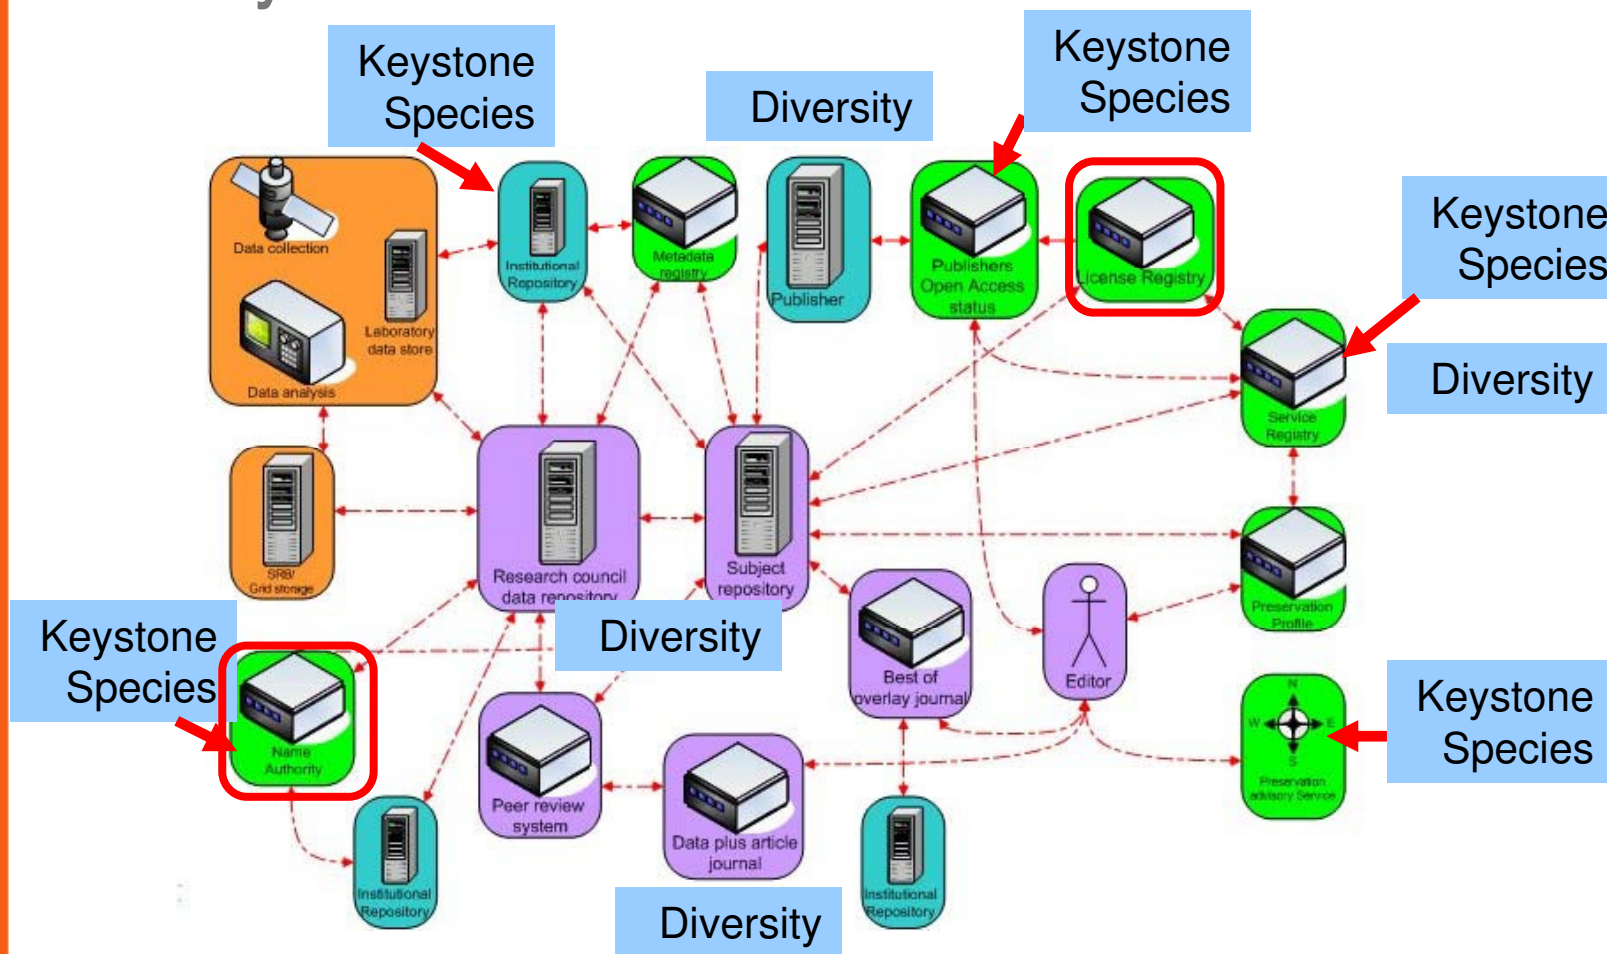 Keystone
Species
Diversity
Keystone
Species
Keystone
Species
Diversity
Data collection
Laboratory
data store
Data analysis
Institutional
Repository
Metadata
registry
Publisher
Publishers
Open Access
status
License Registry
Service
Registry
SRB/
Grid storage
Research council
data repository
Subject
repository
Preservation
Profile
Keystone
Species
Diversity
Best of
overlay journal
Editor
Name
Authority
N
W
E
S
Preservation
advisory Service
Keystone
Species
Peer review
system
Data plus article
journal
Institutional
Repository
Institutional
Repository
Diversity